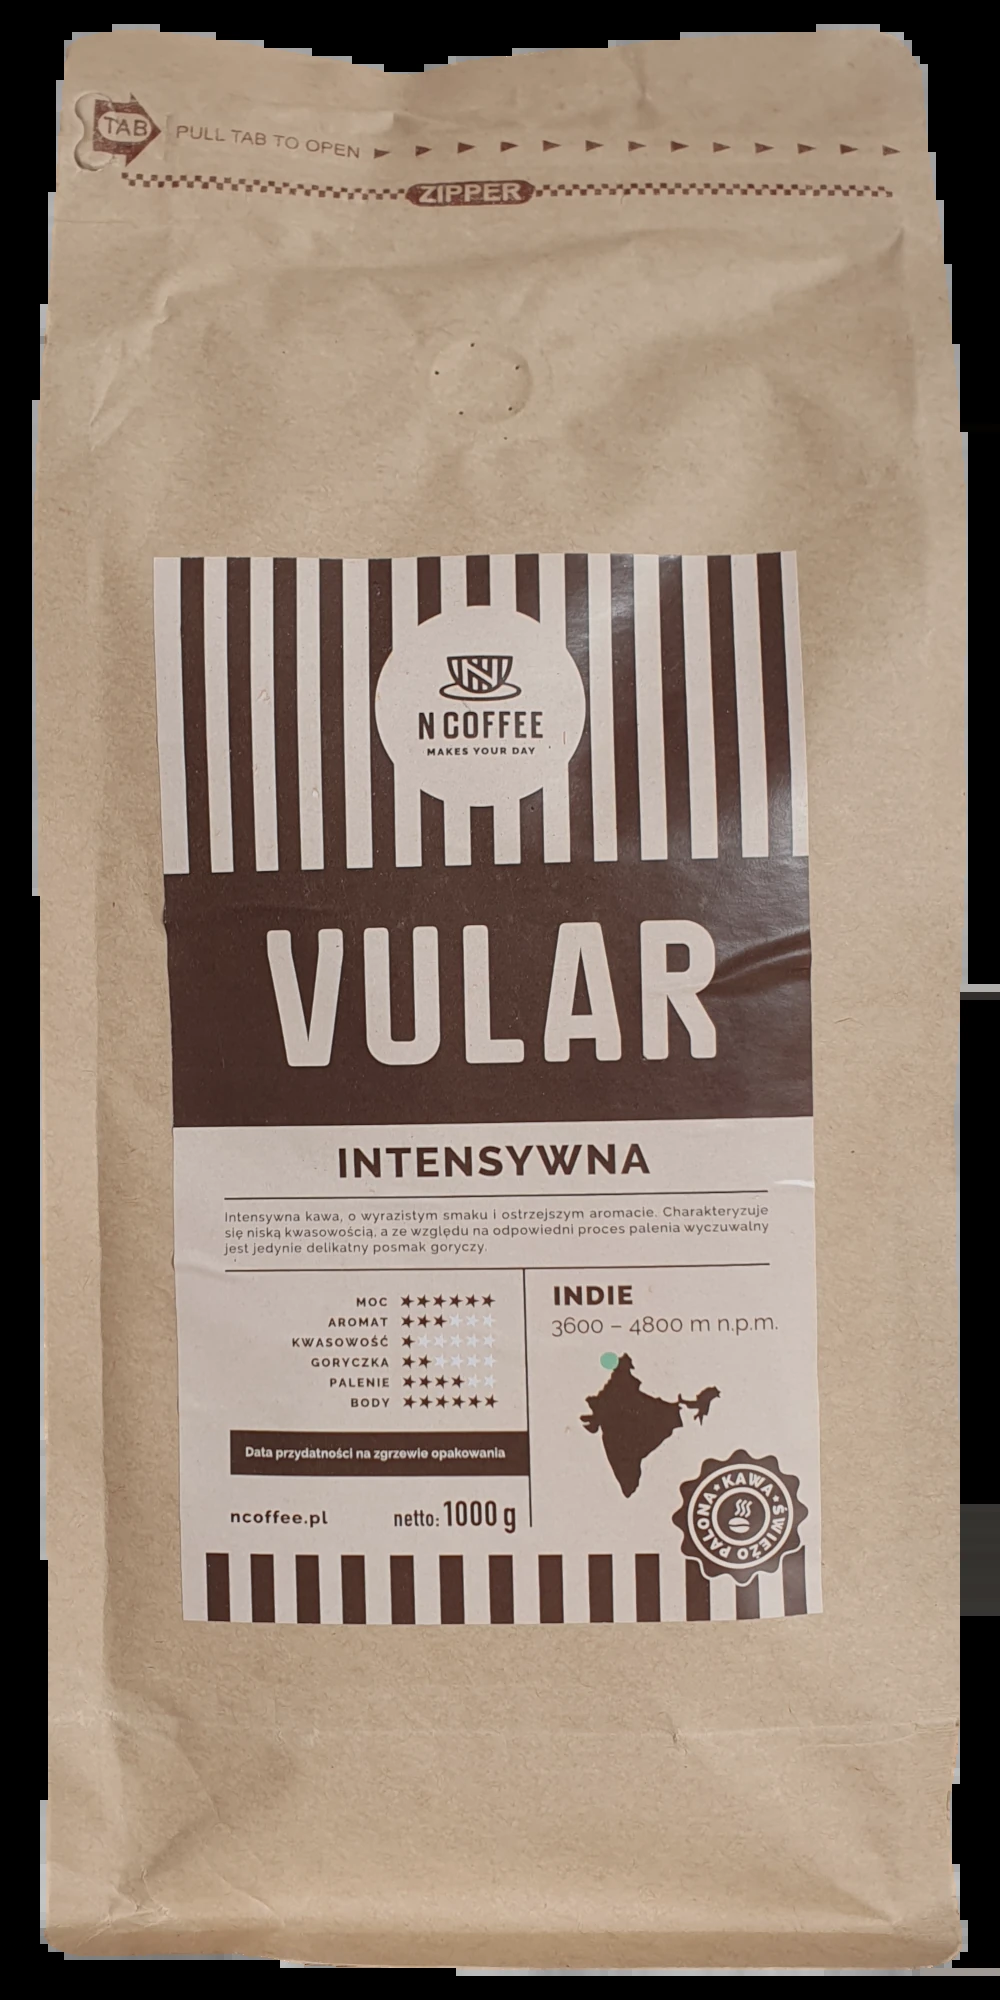 TAB
PULL TAB TO OPEN
ZIPPER
N COFFEE
MAKES YOUR DAY
VULAR
INTENSYWNA
Intensywna kawa, o wyrazistym smaku i ostrzejszym aromacie. Charakteryzuje
się niską kwasowością, a ze względu na odpowiedni proces palenia wyczuwalny
jest jedynie delikatny posmak goryczy.
MOC ★★★★★★
AROMAT ★★★★★★
KWASOWOŚĆ ★★★★★★
GORYCZKA ★★★★★★
PALENIE ★★★★★★
BODY ★★★★★★
Data przydatności na zgrzewie opakowania
ncoffee.pl netto: 1000 g
INDIE
3600 – 4800 m n.p.m.
KAWA • ŚWIEŻO PALONA •